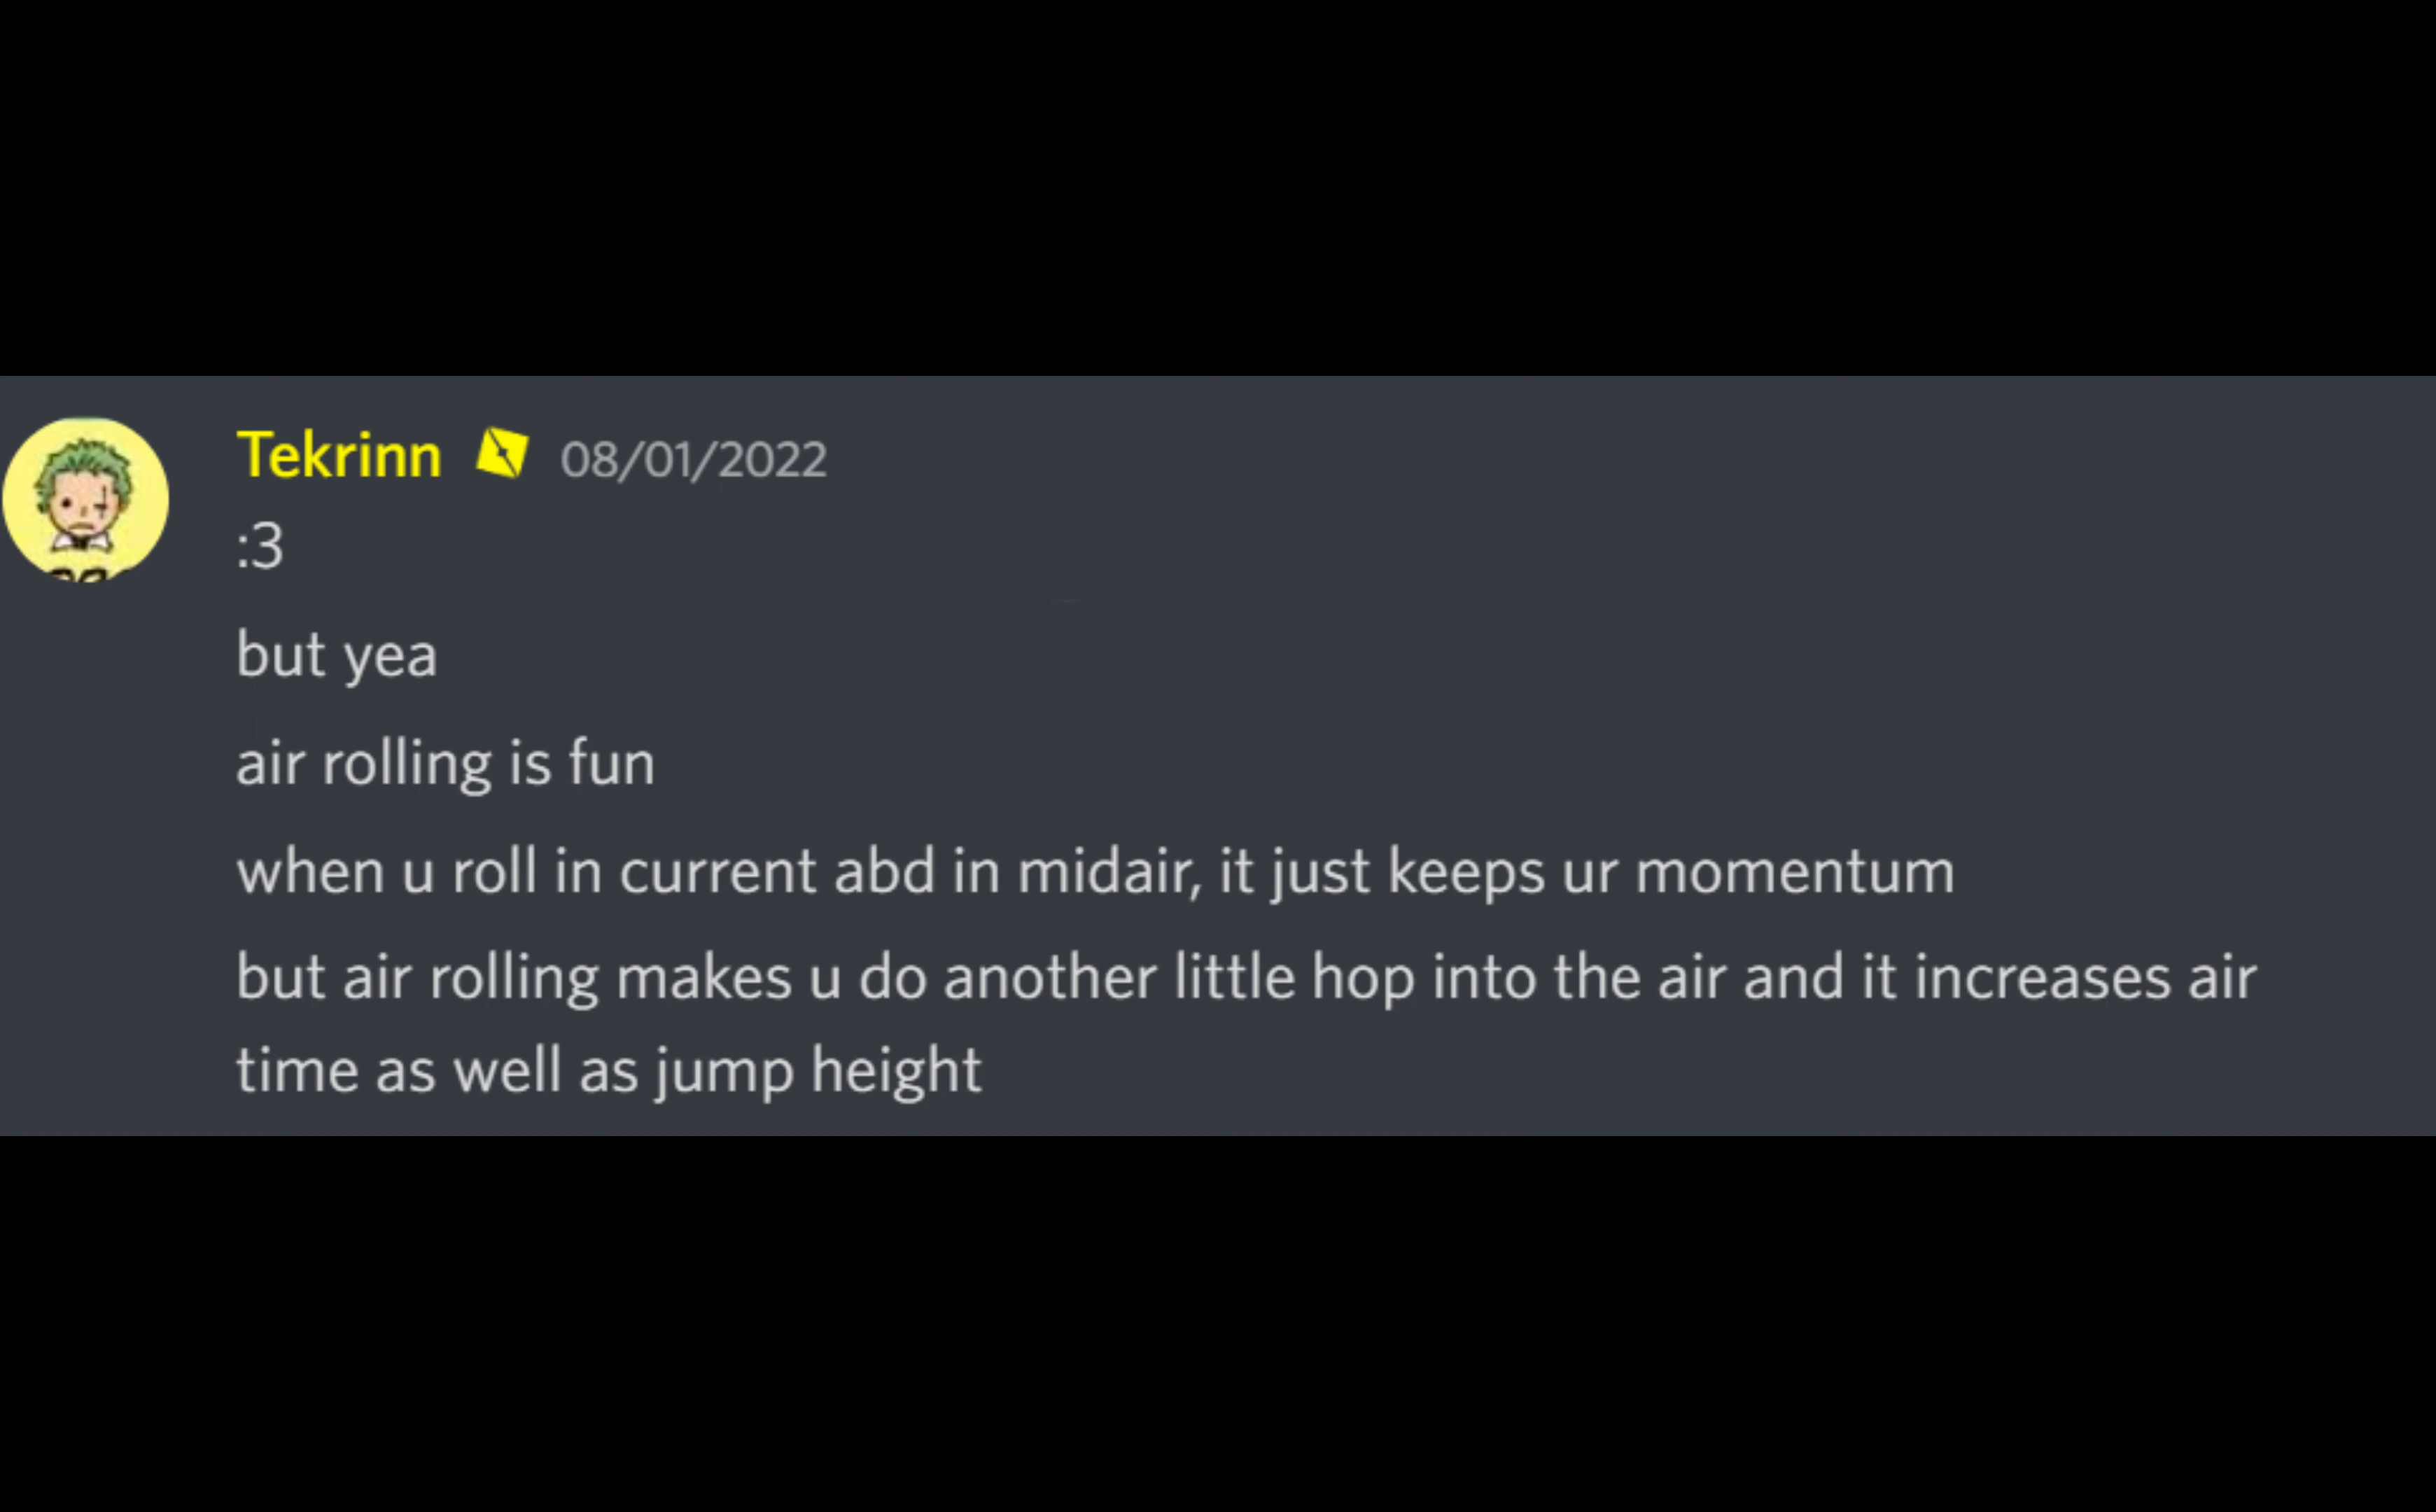 Tekrinn 08/01/2022
:3
but yea
air rolling is fun
when u roll in current abd in midair, it just keeps ur momentum
but air rolling makes u do another little hop into the air and it increases air
time as well as jump height